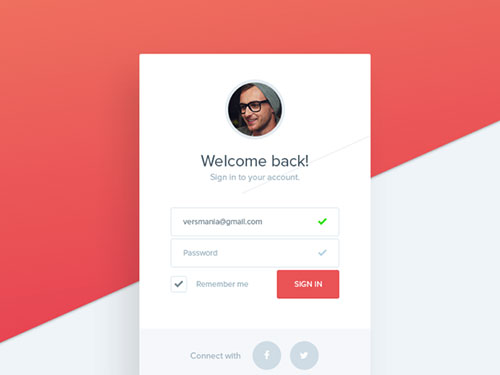 Welcome back!
Sign in to your account.
versmania@gmail.com
Password
Remember me
SIGN IN
Connect with